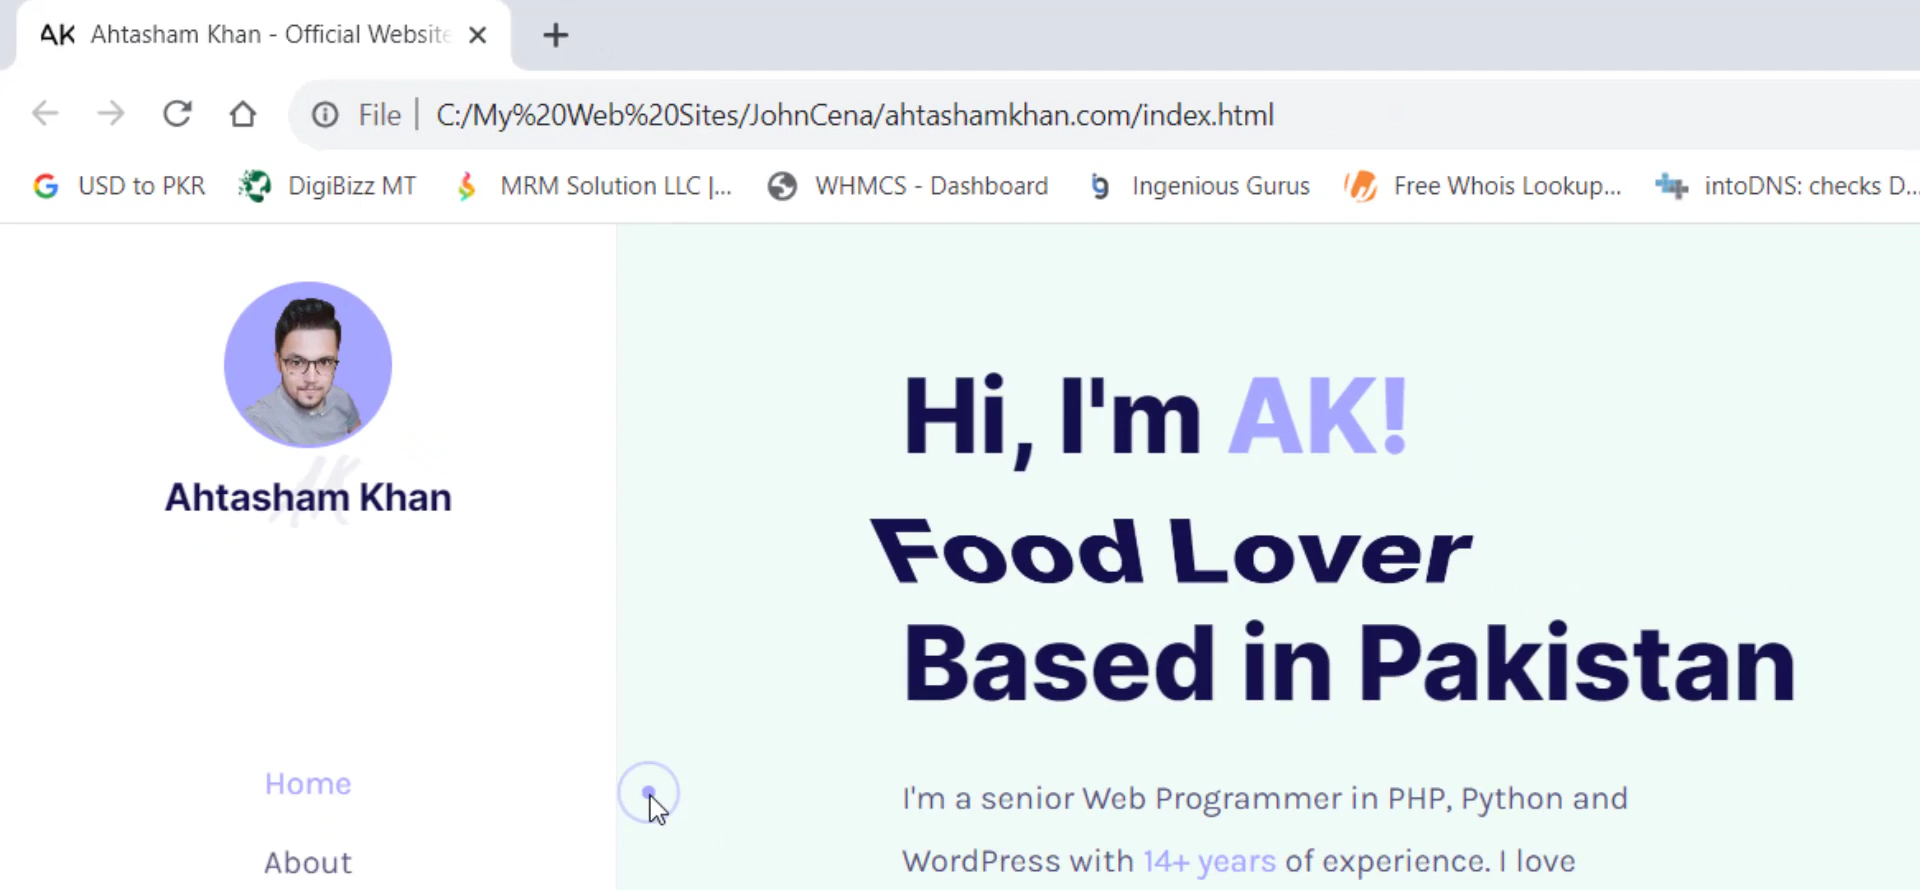 AK Ahtasham Khan - Official Website
File C:/My%20Web%20Sites/JohnCena/ahtashamkhan.com/index.html
USD to PKR DigiBizz MT MRM Solution LLC |... WHMCS - Dashboard Ingenious Gurus Free Whois Lookup... intoDNS: checks D...
AK
Ahtasham Khan
Home
About
Hi, I'm AK!
Food Lover
Based in Pakistan
I'm a senior Web Programmer in PHP, Python and
WordPress with 14+ years of experience. I love